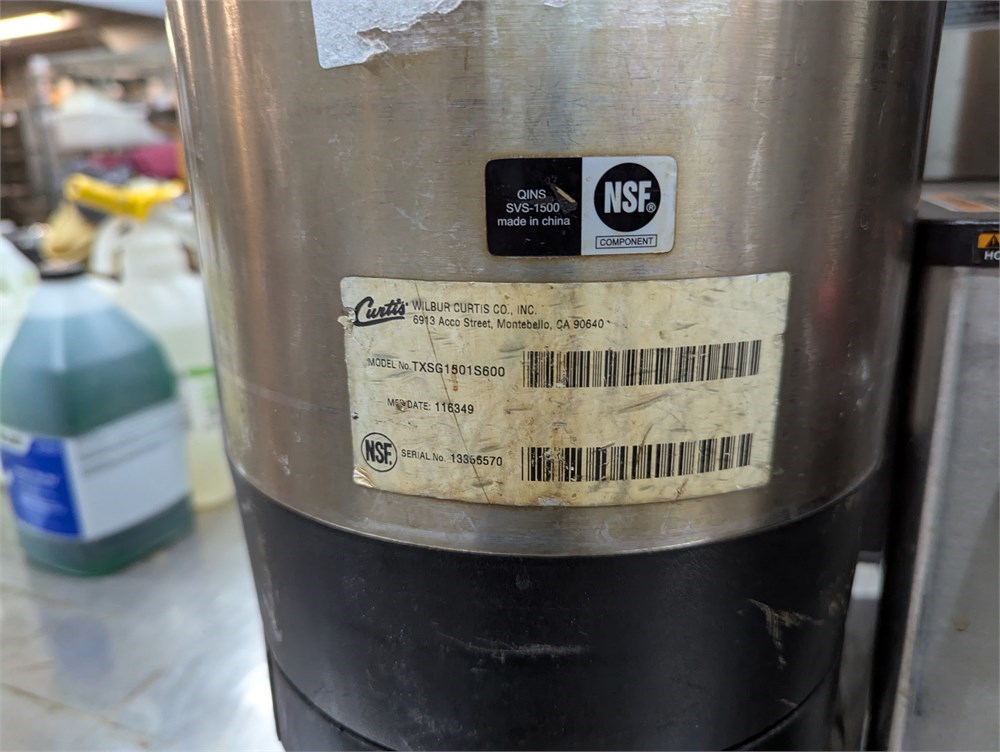 QINS
SVS-1500
made in china
NSF®
COMPONENT
Curtis® WILBUR CURTIS CO., INC.
6913 Acco Street, Montebello, CA 90640
MODEL No. TXSG1501S600
MFG DATE: 116349
NSF® SERIAL No. 13355570